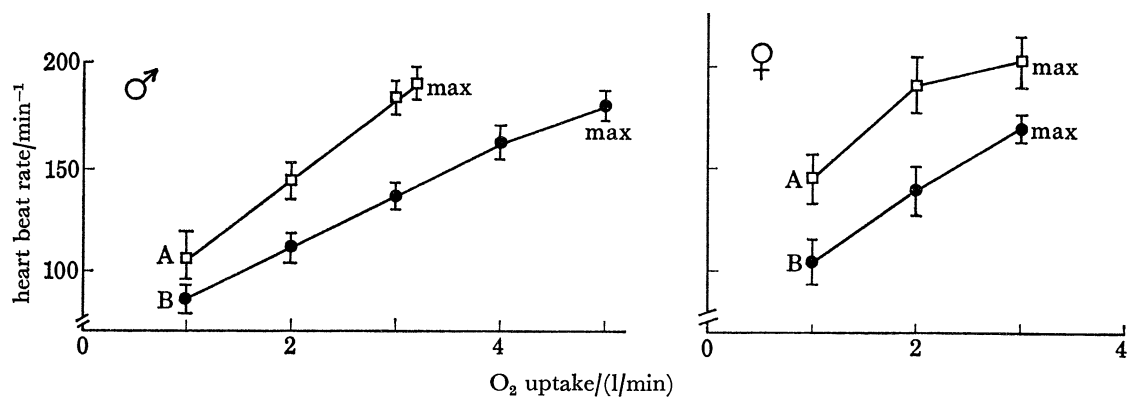 heart beat rate/min⁻¹
200
150
100
♂
A
B
max
max
0
2
4
♀
A
B
max
max
0
2
4
O₂ uptake/(l/min)